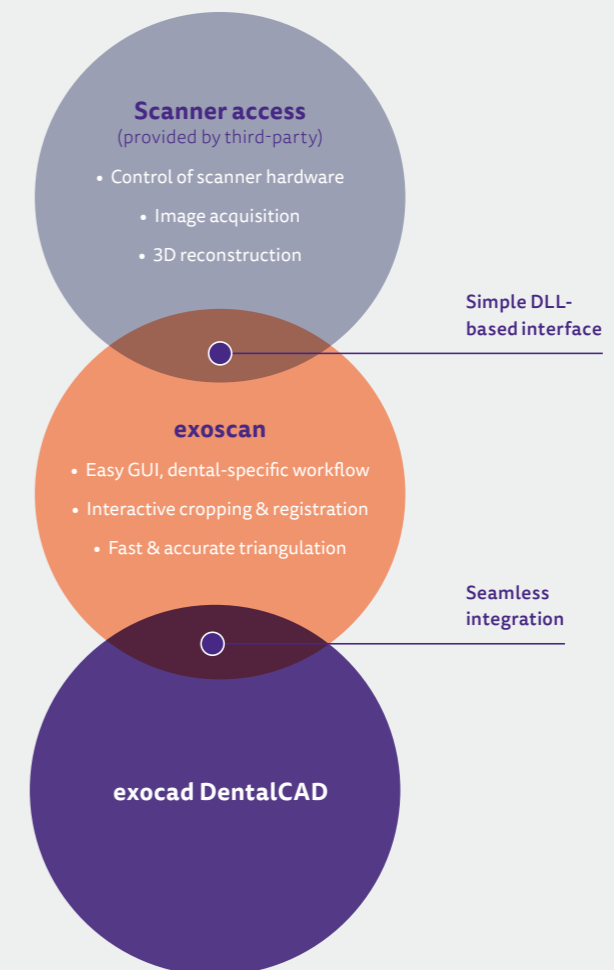 Scanner access
(provided by third-party)
• Control of scanner hardware
• Image acquisition
• 3D reconstruction
Simple DLL-
based interface
exoscan
• Easy GUI, dental-specific workflow
• Interactive cropping & registration
• Fast & accurate triangulation
Seamless
integration
exocad DentalCAD